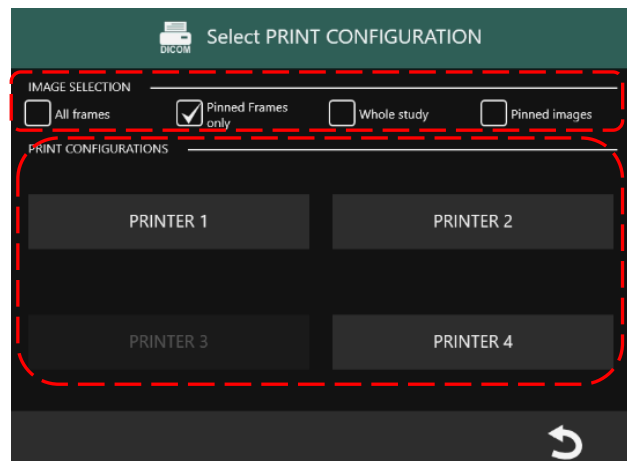 DICOM
Select PRINT CONFIGURATION
IMAGE SELECTION
All frames
Pinned Frames
only
Whole study
Pinned images
PRINT CONFIGURATIONS
PRINTER 1
PRINTER 2
PRINTER 3
PRINTER 4